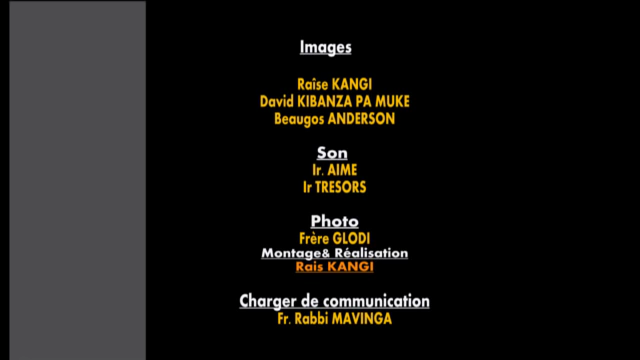 Images
Raïse KANGI
David KIBANZA PA MUKE
Beaugos ANDERSON
Son
Ir. AIME
Ir TRESORS
Photo
Frère GLODI
Montage& Réalisation
Rais KANGI
Charger de communication
Fr. Rabbi MAVINGA